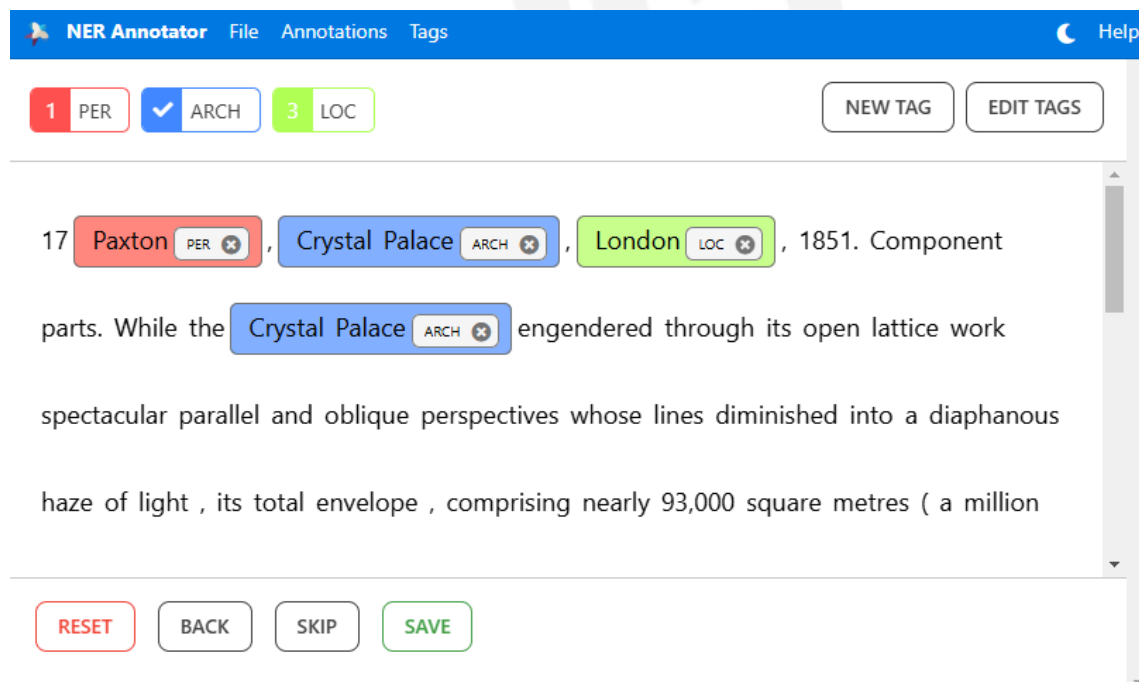 NER Annotator File Annotations Tags Help
1 PER ARCH 3 LOC NEW TAG EDIT TAGS
17 Paxton PER , Crystal Palace ARCH , London LOC , 1851. Component
parts. While the Crystal Palace ARCH engendered through its open lattice work
spectacular parallel and oblique perspectives whose lines diminished into a diaphanous
haze of light , its total envelope , comprising nearly 93,000 square metres ( a million
RESET BACK SKIP SAVE